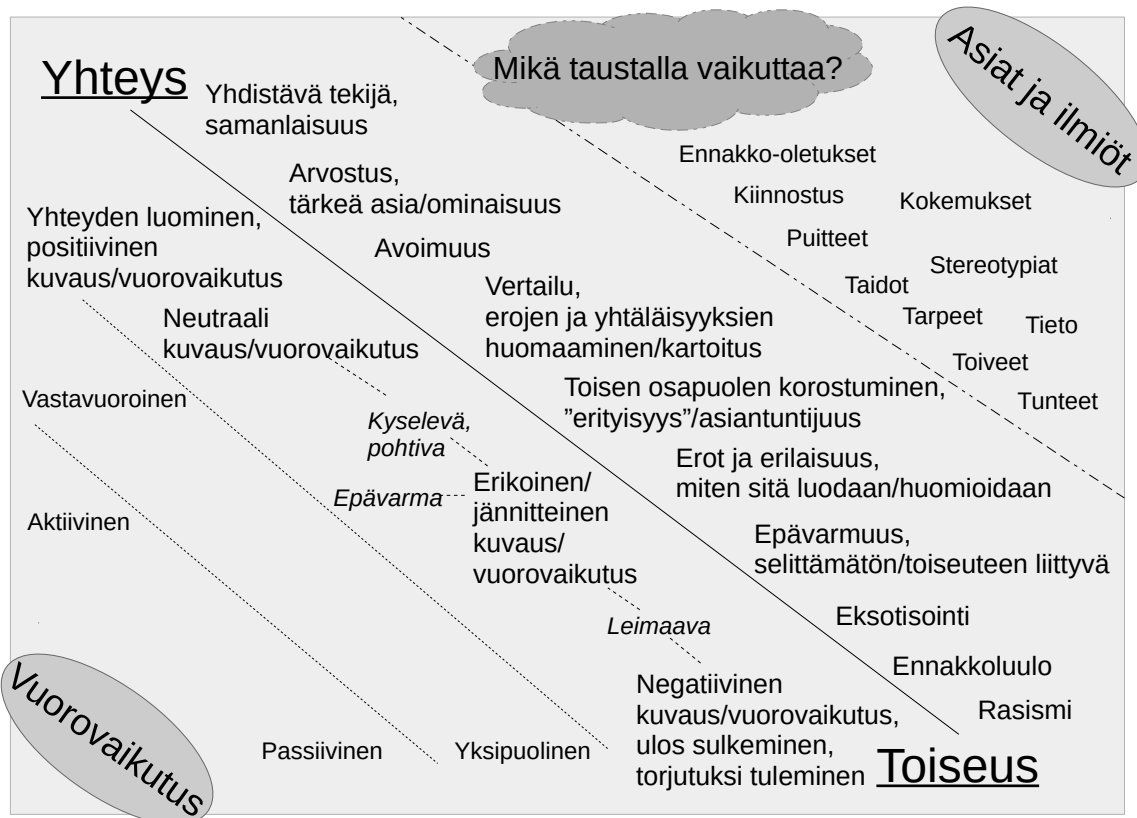 Yhteys
Yhdistävä tekijä,
samanlaisuus
Mikä taustalla vaikuttaa?
Asiat ja ilmiöt
Arvostus,
tärkeä asia/ominaisuus
Avoimuus
Vertailu,
erojen ja yhtäläisyyksien
huomaaminen/kartoitus
Toisen osapuolen korostuminen,
”erityisyys”/asiantuntijuus
Erot ja erilaisuus,
miten sitä luodaan/huomioidaan
Epävarmuus,
selittämätön/toiseuteen liittyvä
Eksotisointi
Ennakkoluulo
Rasismi
Ennakko-oletukset
Kiinnostus
Kokemukset
Puitteet
Stereotypiat
Taidot
Tarpeet
Tieto
Toiveet
Tunteet
Yhteyden luominen,
positiivinen
kuvaus/vuorovaikutus
Neutraali
kuvaus/vuorovaikutus
Kyselevä,
pohtiva
Epävarma
Erikoinen/
jännitteinen
kuvaus/
vuorovaikutus
Leimaava
Negatiivinen
kuvaus/vuorovaikutus,
ulos sulkeminen,
torjutuksi tuleminen
Toiseus
Vastavuoroinen
Aktiivinen
Passiivinen
Yksipuolinen
Vuorovaikutus